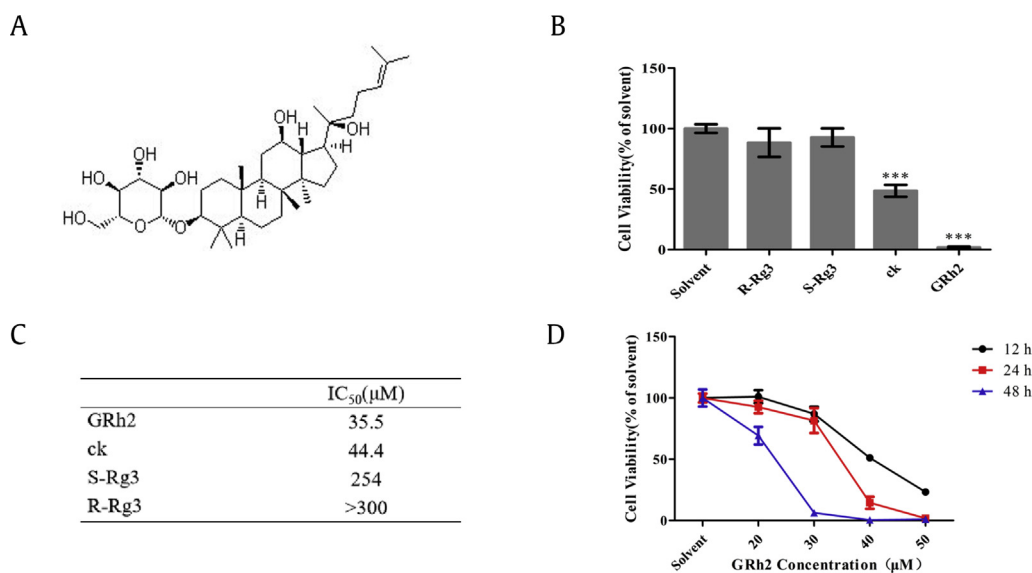 A
OH
OH
H
OH
OH
OH
OH
HO
HO
O
O
H
H
B
Cell Viability(% of solvent)
150
100
50
0
***
***
Solvent
R-Rg3
S-Rg3
ck
GRh2
C
IC₅₀(μM)
GRh2 35.5
ck 44.4
S-Rg3 254
R-Rg3 >300
D
Cell Viability(% of solvent)
150
100
50
0
12 h
24 h
48 h
Solvent
20
30
40
50
GRh2 Concentration (μM)